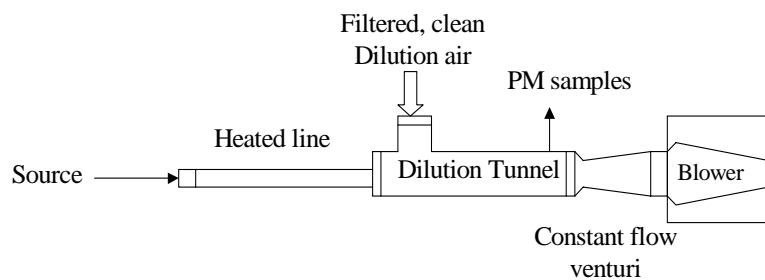 Filtered, clean
Dilution air
PM samples
Heated line
Source
Dilution Tunnel
Blower
Constant flow
venturi